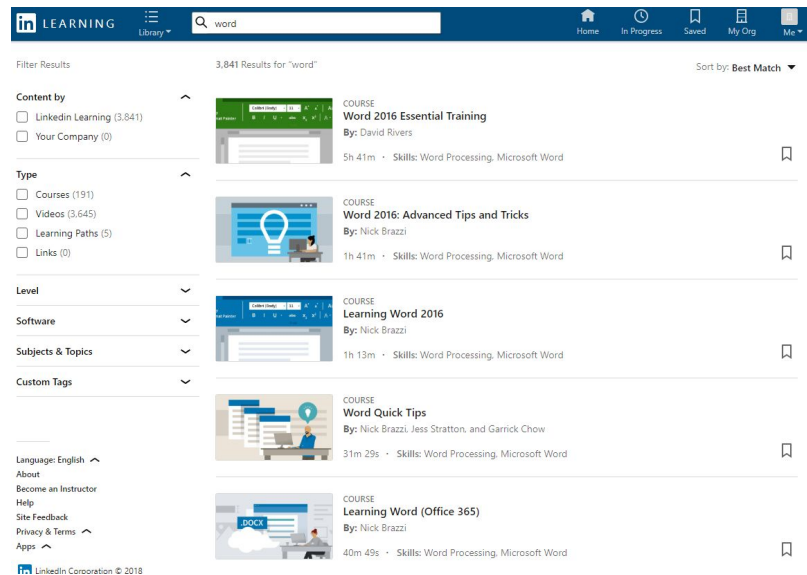 in LEARNING
Library
word
Home
In Progress
Saved
My Org
Me
Filter Results
3,841 Results for "word"
Sort by: Best Match
Content by
Linkedin Learning (3,841)
Your Company (0)
Type
Courses (191)
Videos (3,645)
Learning Paths (5)
Links (0)
Level
Software
Subjects & Topics
Custom Tags
Language: English
About
Become an Instructor
Help
Site Feedback
Privacy & Terms
Apps
in LinkedIn Corporation © 2018
COURSE
Word 2016 Essential Training
By: David Rivers
5h 41m · Skills: Word Processing, Microsoft Word
COURSE
Word 2016: Advanced Tips and Tricks
By: Nick Brazzi
1h 41m · Skills: Word Processing, Microsoft Word
COURSE
Learning Word 2016
By: Nick Brazzi
1h 13m · Skills: Word Processing, Microsoft Word
COURSE
Word Quick Tips
By: Nick Brazzi, Jess Stratton, and Garrick Chow
31m 29s · Skills: Word Processing, Microsoft Word
.DOCX
COURSE
Learning Word (Office 365)
By: Nick Brazzi
40m 49s · Skills: Word Processing, Microsoft Word